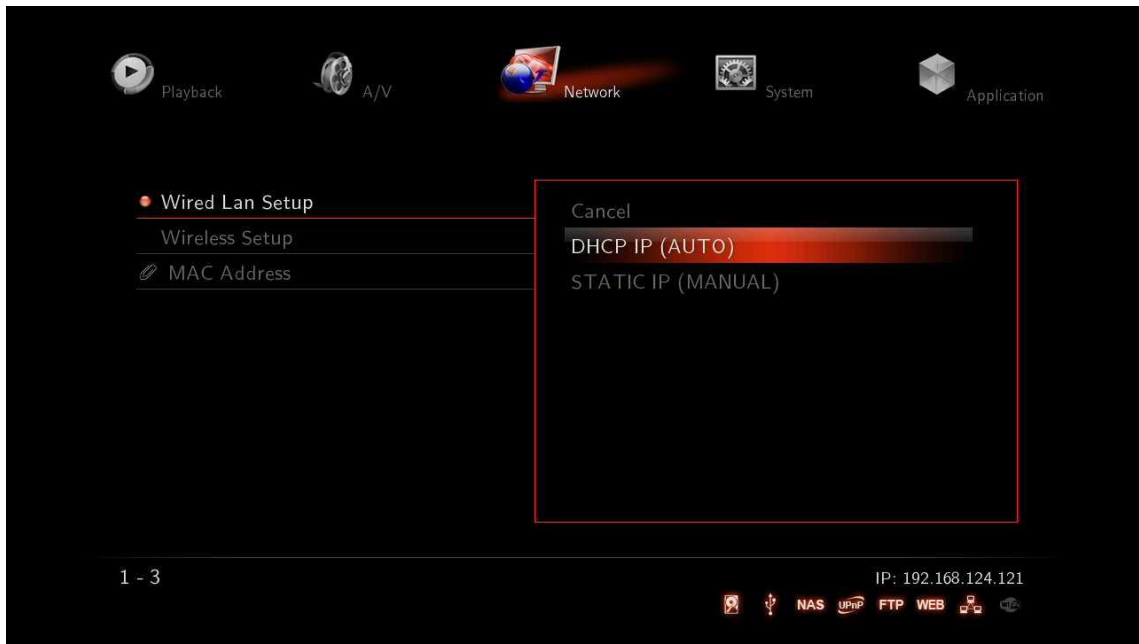 Playback
A/V
Network
System
Application
Wired Lan Setup
Wireless Setup
MAC Address
Cancel
DHCP IP (AUTO)
STATIC IP (MANUAL)
1 - 3
IP: 192.168.124.121
NAS UPnP FTP WEB